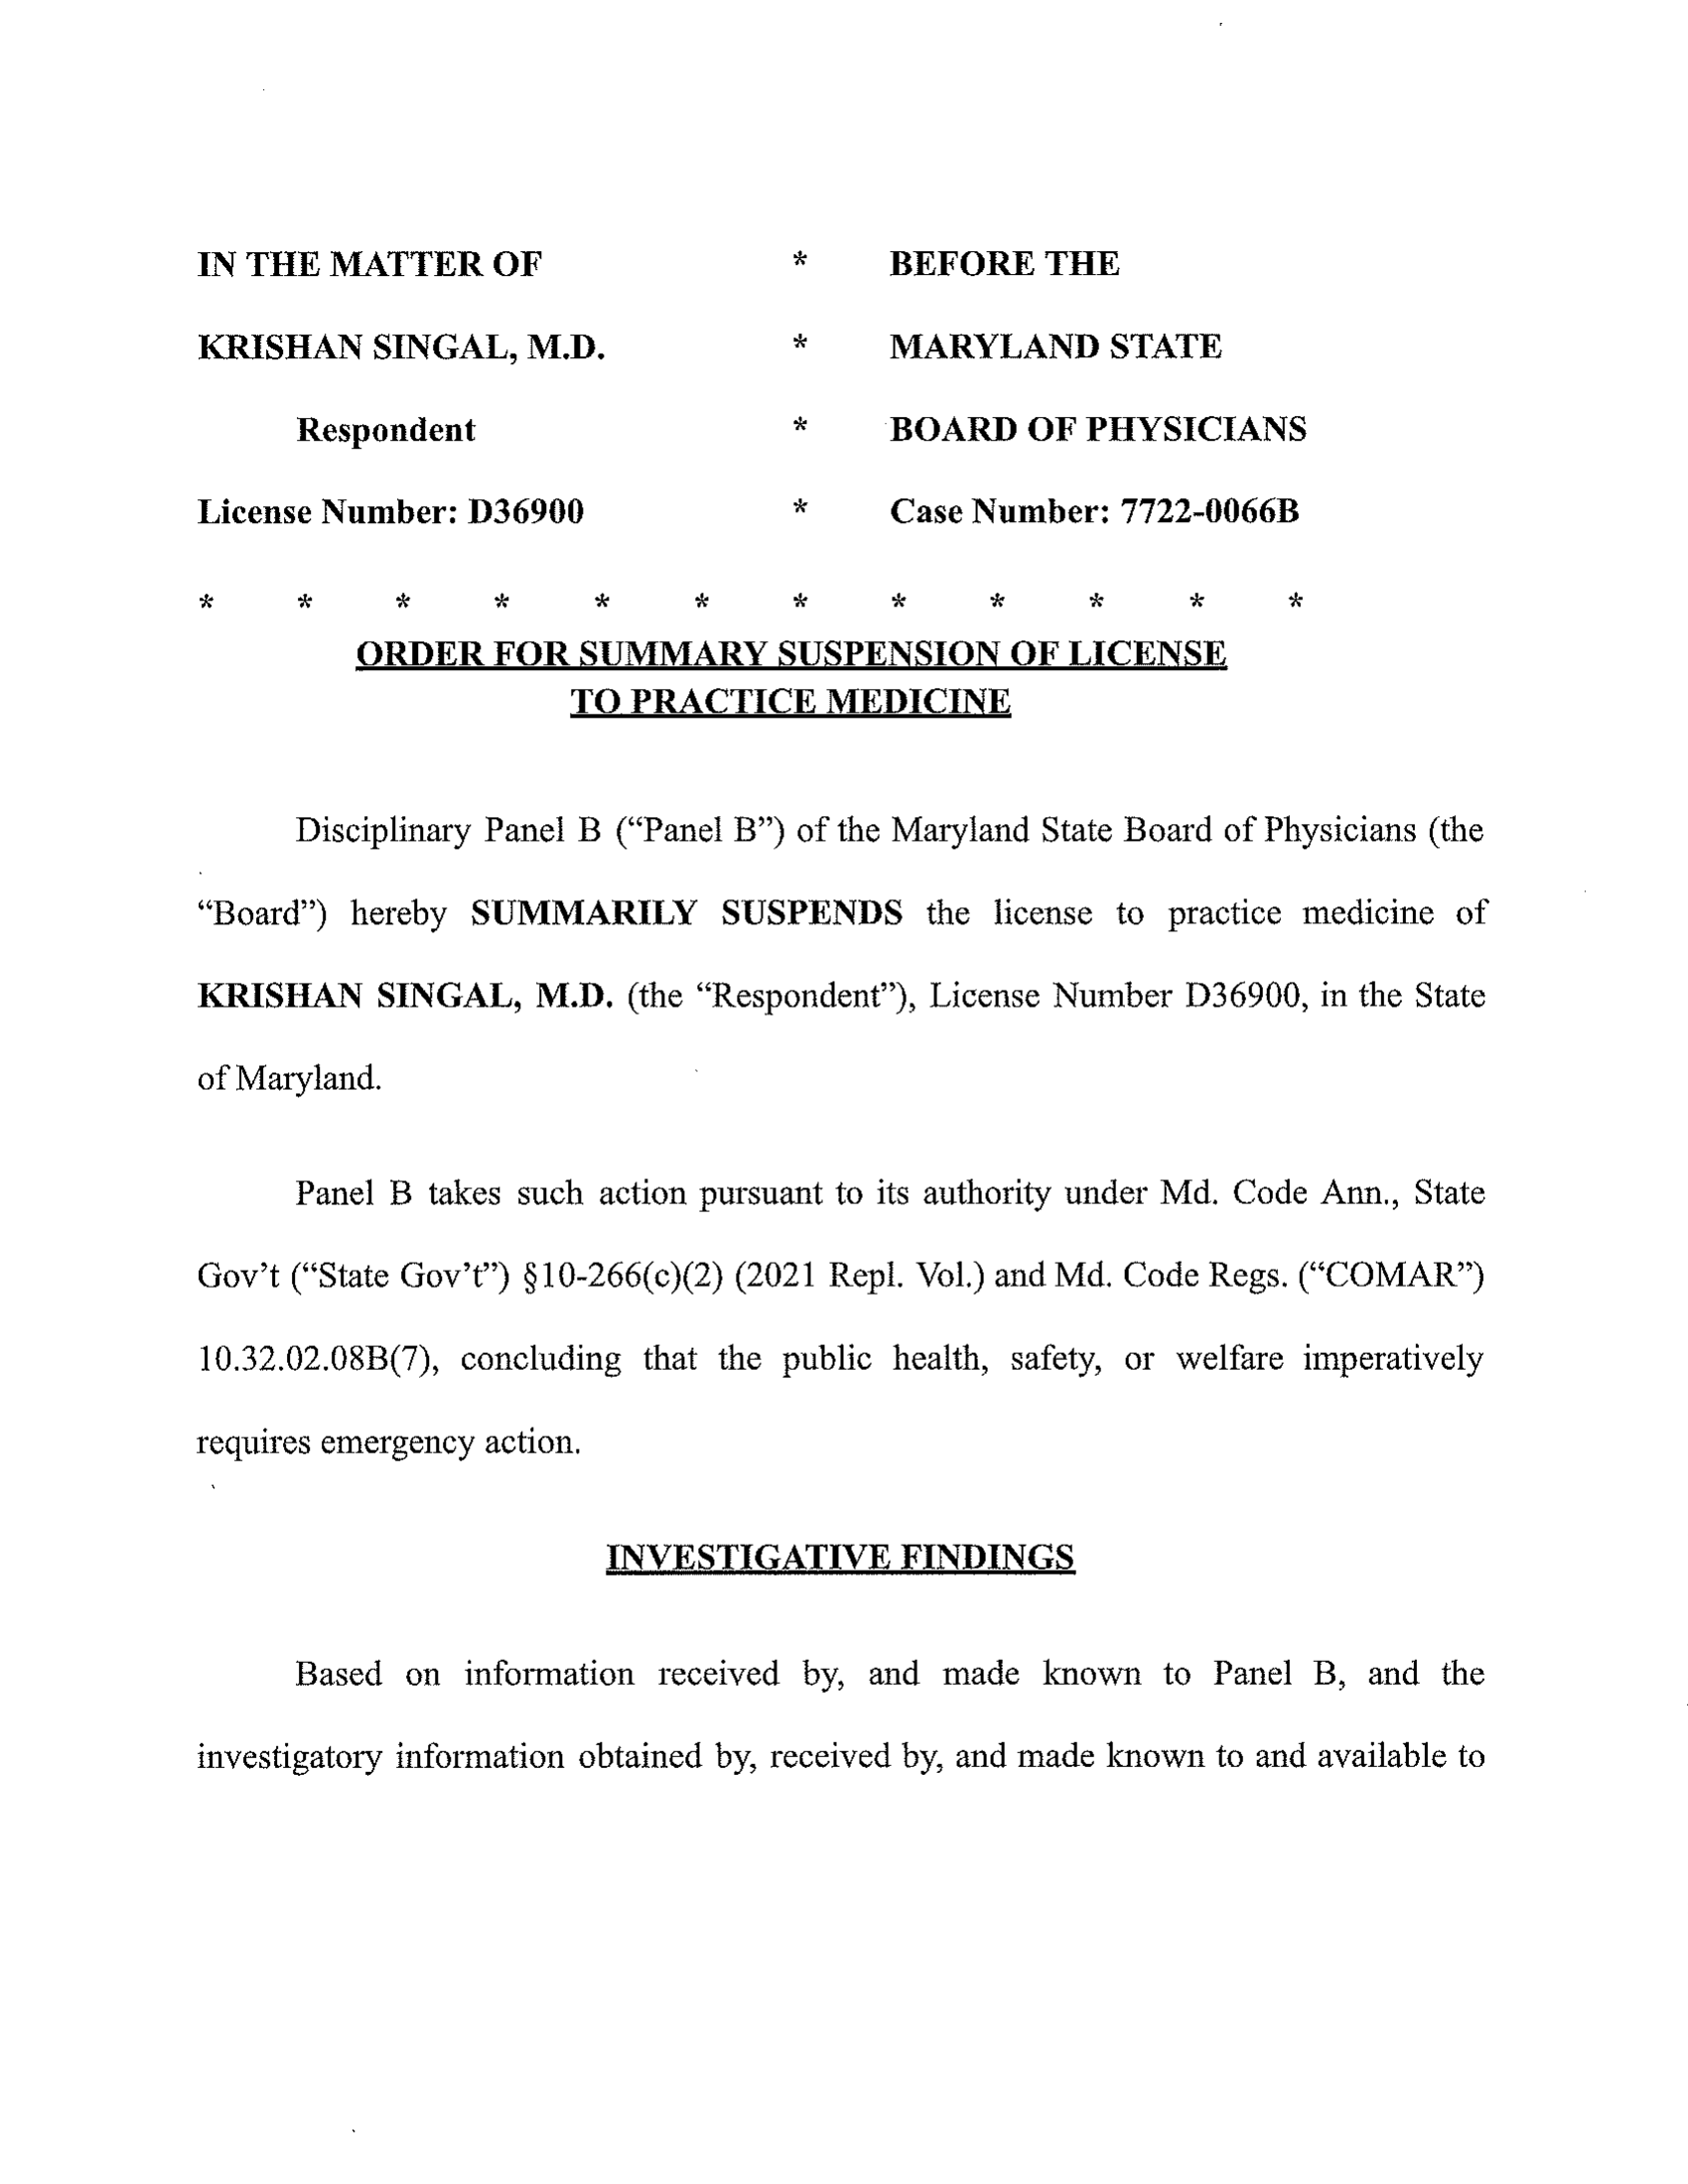 IN THE MATTER OF * BEFORE THE
KRISHAN SINGAL, M.D. * MARYLAND STATE
Respondent * BOARD OF PHYSICIANS
License Number: D36900 * Case Number: 7722-0066B
* * * * * * * * * * * *
ORDER FOR SUMMARY SUSPENSION OF LICENSE
TO PRACTICE MEDICINE
Disciplinary Panel B (“Panel B”) of the Maryland State Board of Physicians (the
“Board”) hereby SUMMARILY SUSPENDS the license to practice medicine of
KRISHAN SINGAL, M.D. (the “Respondent”), License Number D36900, in the State
of Maryland.
Panel B takes such action pursuant to its authority under Md. Code Ann., State
Gov’t (“State Gov’t”) §10-266(c)(2) (2021 Repl. Vol.) and Md. Code Regs. (“COMAR”)
10.32.02.08B(7), concluding that the public health, safety, or welfare imperatively
requires emergency action.
INVESTIGATIVE FINDINGS
Based on information received by, and made known to Panel B, and the
investigatory information obtained by, received by, and made known to and available to